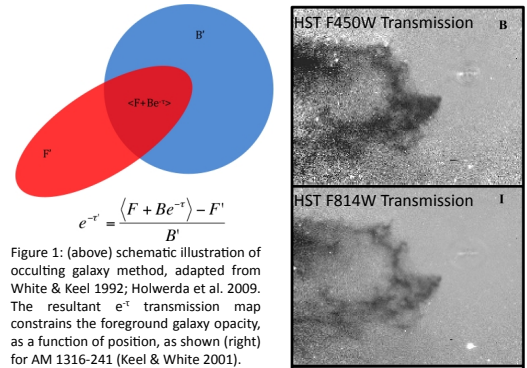 B'
<F+Be⁻ᵗ>
F'
e^{-τ'} = (⟨F + Be^{-τ}⟩ − F') / B'
Figure 1: (above) schematic illustration of
occulting galaxy method, adapted from
White & Keel 1992; Holwerda et al. 2009.
The resultant e^{-τ} transmission map
constrains the foreground galaxy opacity,
as a function of position, as shown (right)
for AM 1316-241 (Keel & White 2001).
HST F450W Transmission B
HST F814W Transmission I